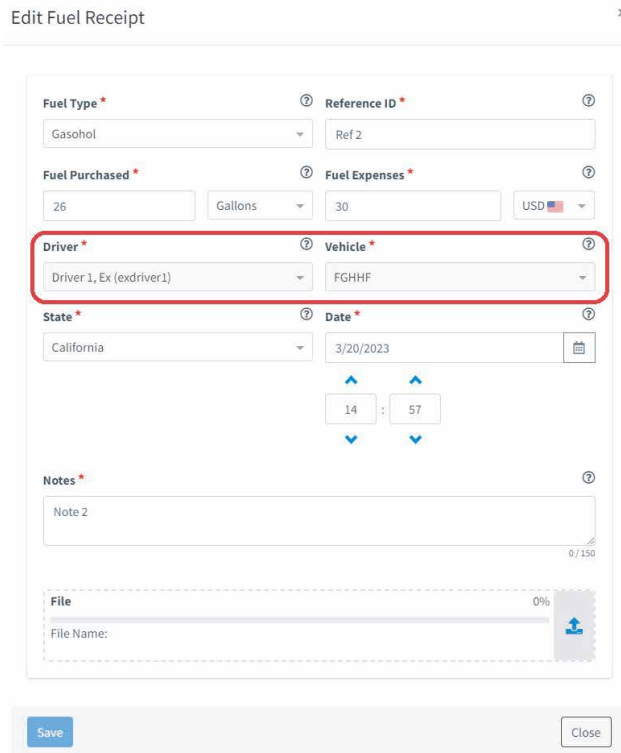 Edit Fuel Receipt
Fuel Type *
Reference ID *
Gasohol
Ref 2
Fuel Purchased *
Fuel Expenses *
26
Gallons
30
USD
Driver *
Vehicle *
Driver 1, Ex (exdriver1)
FGHHF
State *
Date *
California
3/20/2023
14 : 57
Notes *
Note 2
0 / 150
File
0%
File Name:
Save
Close